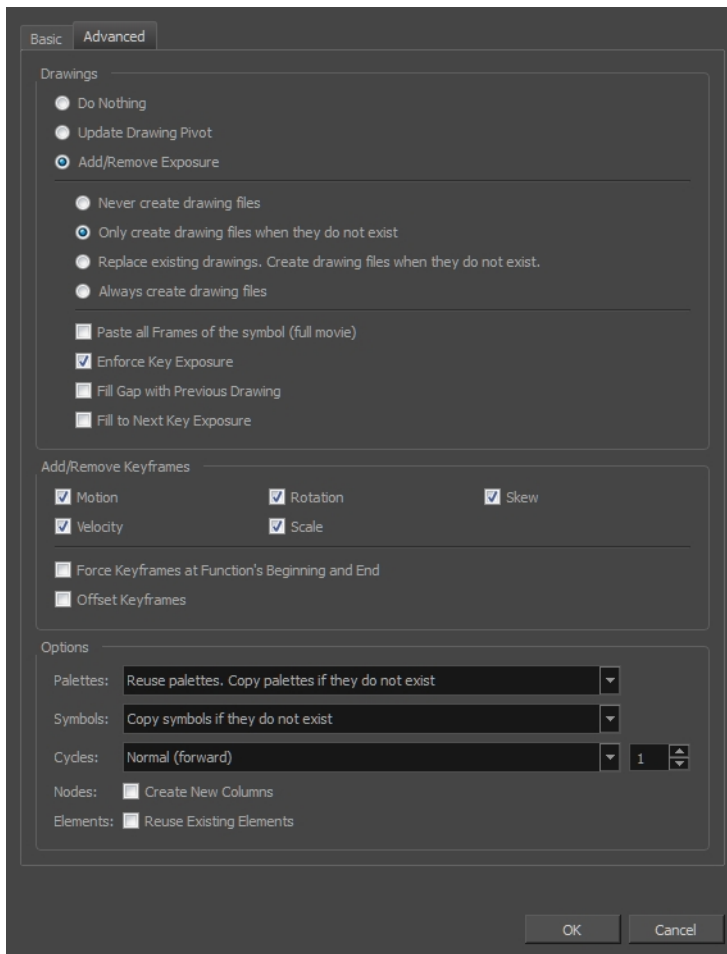 Basic Advanced
Drawings
Do Nothing
Update Drawing Pivot
Add/Remove Exposure
Never create drawing files
Only create drawing files when they do not exist
Replace existing drawings. Create drawing files when they do not exist.
Always create drawing files
Paste all Frames of the symbol (full movie)
Enforce Key Exposure
Fill Gap with Previous Drawing
Fill to Next Key Exposure
Add/Remove Keyframes
Motion Rotation Skew
Velocity Scale
Force Keyframes at Function's Beginning and End
Offset Keyframes
Options
Palettes: Reuse palettes. Copy palettes if they do not exist
Symbols: Copy symbols if they do not exist
Cycles: Normal (forward) 1
Nodes: Create New Columns
Elements: Reuse Existing Elements
OK Cancel